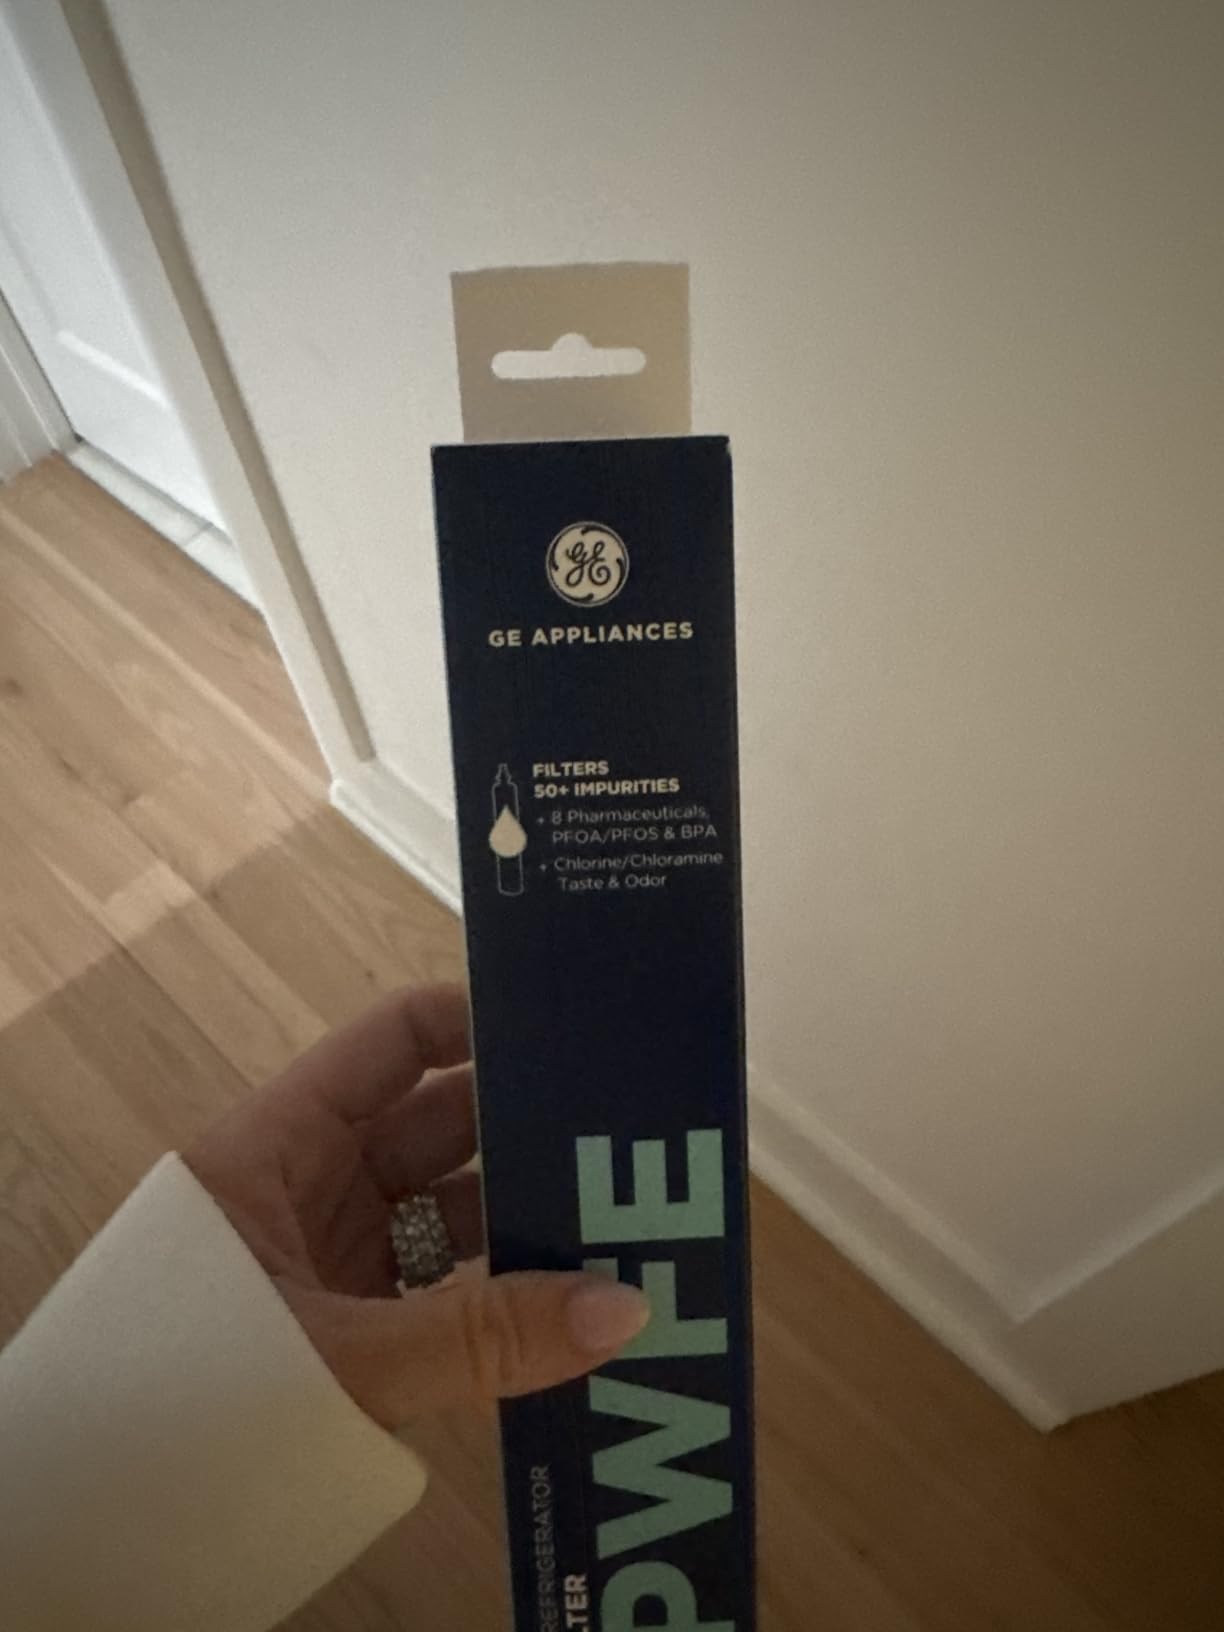 GE
GE APPLIANCES
FILTERS
50+ IMPURITIES
+ 8 Pharmaceuticals,
PFOA/PFOS & BPA
+ Chlorine/Chloramine
Taste & Odor
PWFE
REFRIGERATOR
LTER